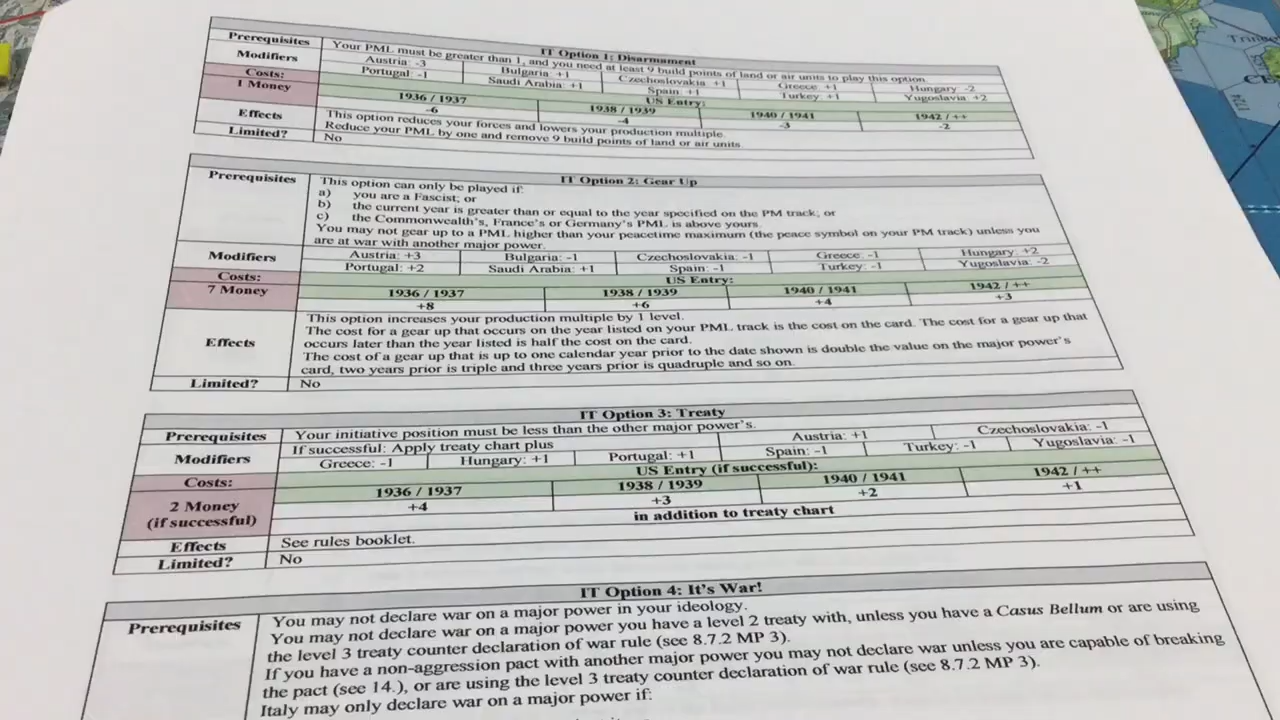 IT Option 1: Disarmament
Prerequisites Your PML must be greater than 1, and you need at least 9 build points of land or air units to play this option.
Modifiers Austria: -3 Bulgaria: +1 Czechoslovakia: +1 Greece: +1 Hungary: -2
Portugal: -1 Saudi Arabia: +1 Spain: +1 Turkey: +1 Yugoslavia: +2
Costs: US Entry:
1 Money 1936 / 1937 1938 / 1939 1940 / 1941 1942 / ++
-6 -4 -3 -2
Effects This option reduces your forces and lowers your production multiple.
Reduce your PML by one and remove 9 build points of land or air units.
Limited? No
IT Option 2: Gear Up
Prerequisites This option can only be played if:
a) you are a Fascist; or
b) the current year is greater than or equal to the year specified on the PM track; or
c) the Commonwealth's, France's or Germany's PML is above yours.
You may not gear up to a PML higher than your peacetime maximum (the peace symbol on your PM track) unless you
are at war with another major power.
Modifiers Austria: +3 Bulgaria: -1 Czechoslovakia: -1 Greece: -1 Hungary: +2
Portugal: +2 Saudi Arabia: +1 Spain: -1 Turkey: -1 Yugoslavia: -2
Costs: US Entry:
7 Money 1936 / 1937 1938 / 1939 1940 / 1941 1942 / ++
+8 +6 +4 +3
This option increases your production multiple by 1 level.
The cost for a gear up that occurs on the year listed on your PML track is the cost on the card. The cost for a gear up that
Effects occurs later than the year listed is half the cost on the card.
The cost of a gear up that is up to one calendar year prior to the date shown is double the value on the major power's
card, two years prior is triple and three years prior is quadruple and so on.
Limited? No
IT Option 3: Treaty
Prerequisites Your initiative position must be less than the other major power's.
Modifiers If successful: Apply treaty chart plus Austria: +1 Czechoslovakia: -1
Greece: -1 Hungary: +1 Portugal: +1 Spain: -1 Turkey: -1 Yugoslavia: -1
Costs: US Entry (if successful):
2 Money 1936 / 1937 1938 / 1939 1940 / 1941 1942 / ++
(if successful) +4 +3 +2 +1
in addition to treaty chart
Effects See rules booklet.
Limited? No
IT Option 4: It's War!
Prerequisites You may not declare war on a major power in your ideology.
You may not declare war on a major power you have a level 2 treaty with, unless you have a Casus Bellum or are using
the level 3 treaty counter declaration of war rule (see 8.7.2 MP 3).
If you have a non-aggression pact with another major power you may not declare war unless you are capable of breaking
the pact (see 14.), or are using the level 3 treaty counter declaration of war rule (see 8.7.2 MP 3).
Italy may only declare war on a major power if: